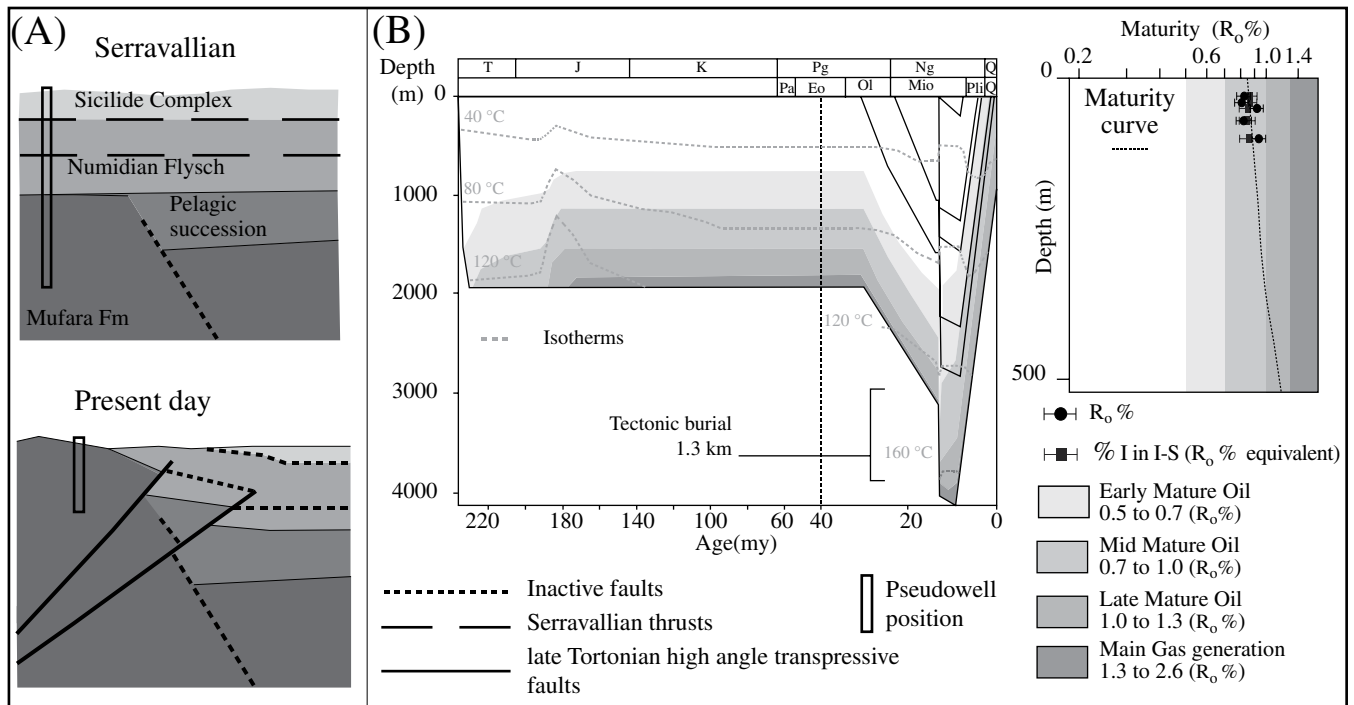 (A)
Serravallian
Sicilide Complex
Numidian Flysch
Pelagic
succession
Mufara Fm
Present day
(B)
Depth
(m)
T J K Pg Ng Q
Pa Eo Ol Mio Pli Q
0
1000
2000
3000
4000
40 °C
80 °C
120 °C
120 °C
160 °C
Isotherms
Tectonic burial
1.3 km
220 180 140 100 60 40 20 0
Age(my)
Inactive faults
Serravallian thrusts
late Tortonian high angle transpressive
faults
Pseudowell
position
Maturity (Ro%)
0.2 0.6 1.0 1.4
0
Maturity
curve
Depth (m)
500
Ro%
% I in I-S (Ro % equivalent)
Early Mature Oil
0.5 to 0.7 (Ro%)
Mid Mature Oil
0.7 to 1.0 (Ro%)
Late Mature Oil
1.0 to 1.3 (Ro%)
Main Gas generation
1.3 to 2.6 (Ro%)